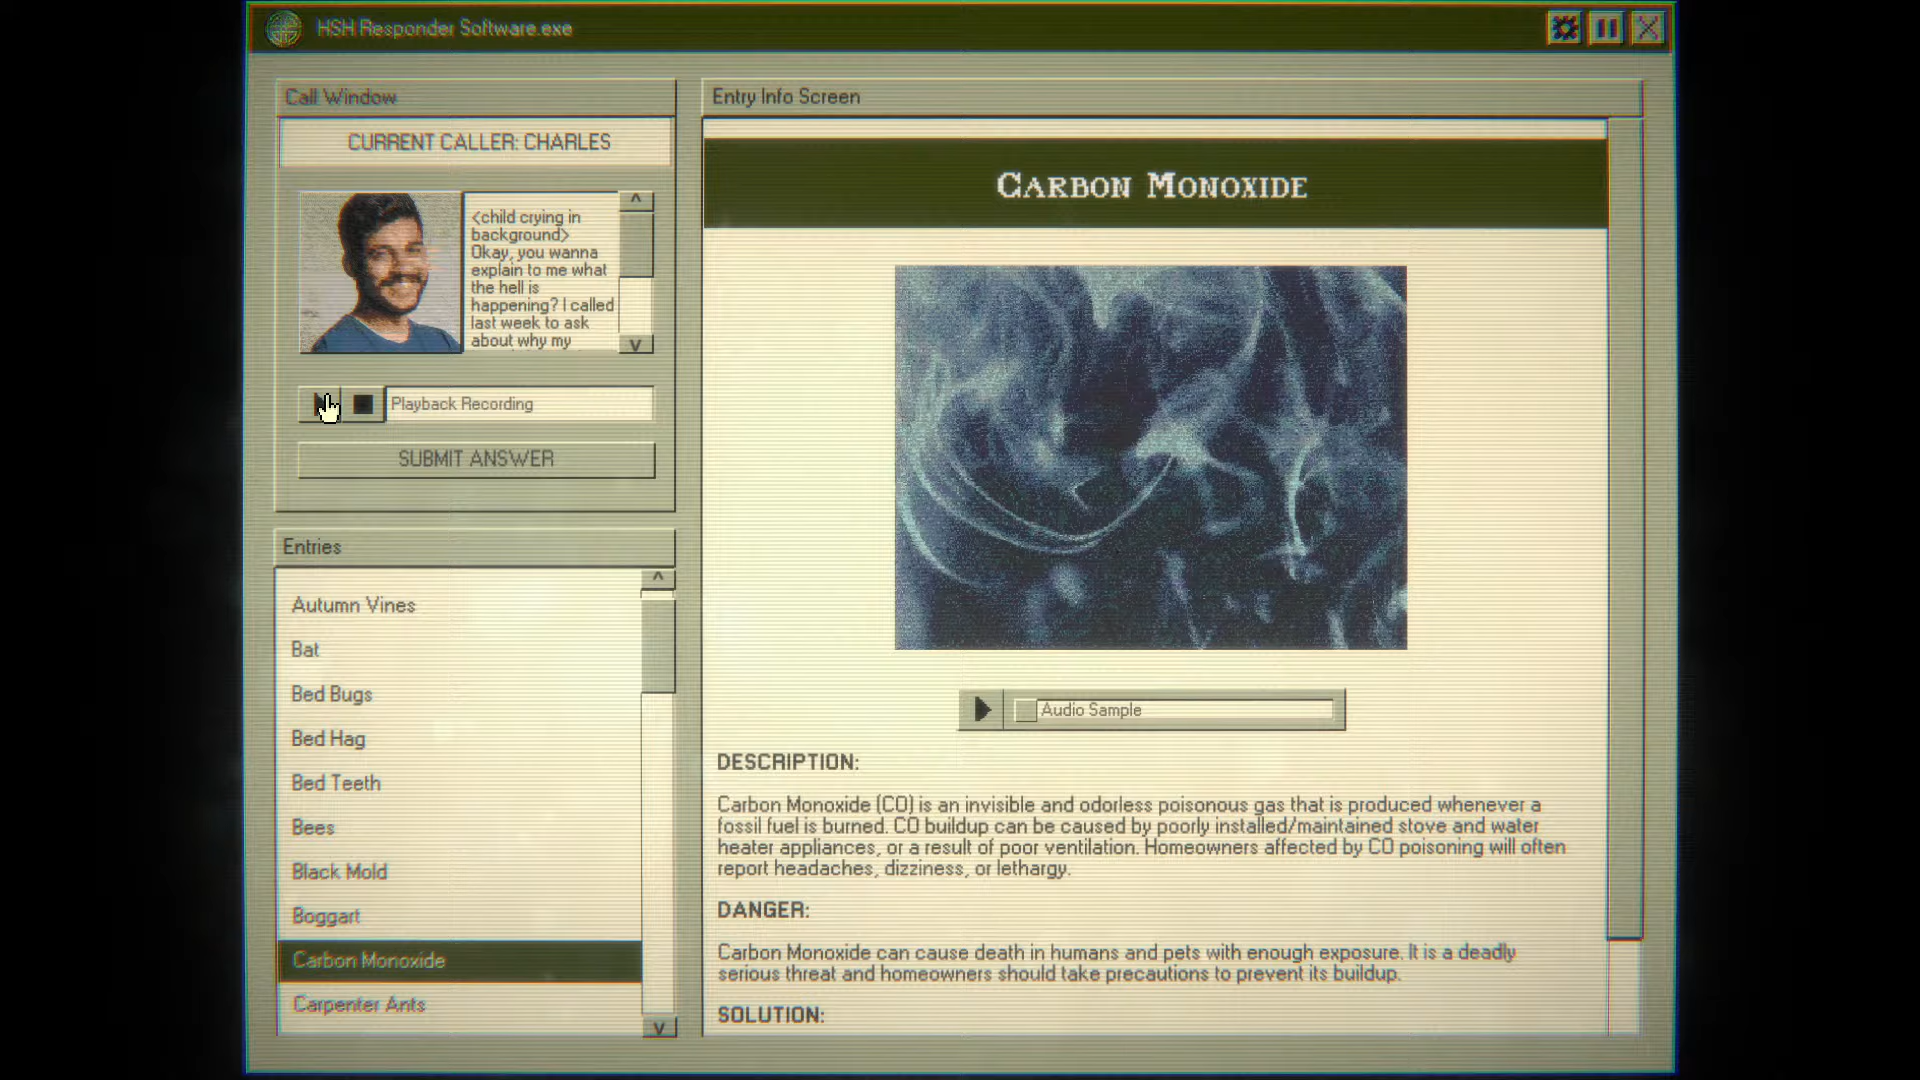 HSH Responder Software.exe
Call Window
CURRENT CALLER: CHARLES
<child crying in
background>
Okay, you wanna
explain to me what
the hell is
happening? I called
last week to ask
about why my
Playback Recording
SUBMIT ANSWER
Entries
Autumn Vines
Bat
Bed Bugs
Bed Hag
Bed Teeth
Bees
Black Mold
Boggart
Carbon Monoxide
Carpenter Ants
Entry Info Screen
CARBON MONOXIDE
Audio Sample
DESCRIPTION:
Carbon Monoxide (CO) is an invisible and odorless poisonous gas that is produced whenever a
fossil fuel is burned. CO buildup can be caused by poorly installed/maintained stove and water
heater appliances, or a result of poor ventilation. Homeowners affected by CO poisoning will often
report headaches, dizziness, or lethargy.
DANGER:
Carbon Monoxide can cause death in humans and pets with enough exposure. It is a deadly
serious threat and homeowners should take precautions to prevent its buildup.
SOLUTION: